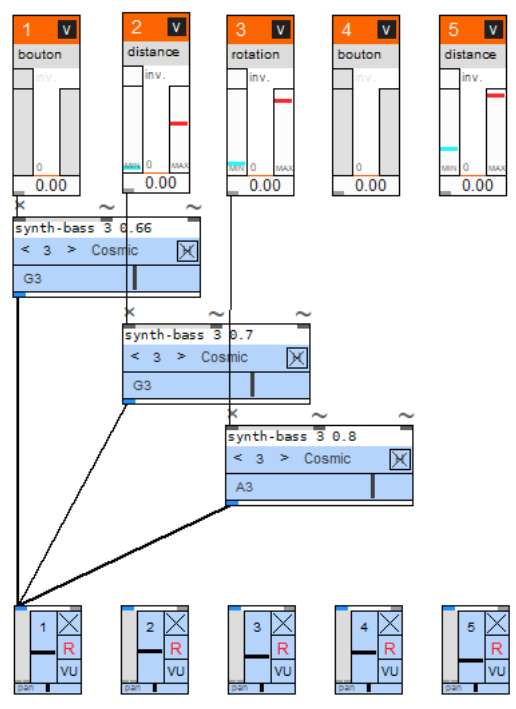 1 V
bouton
inv.
0
0.00
2 V
distance
inv.
MIN 0 MAX
0.00
3 V
rotation
inv.
MIN 0 MAX
0.00
4 V
bouton
inv.
0
0.00
5 V
distance
inv.
MIN 0 MAX
0.00
× ~ ~
synth-bass 3 0.66
< 3 > Cosmic
G3
× ~ ~
synth-bass 3 0.7
< 3 > Cosmic
G3
× ~ ~
synth-bass 3 0.8
< 3 > Cosmic
A3
1
R
VU
pan
2
R
VU
pan
3
R
VU
pan
4
R
VU
pan
5
R
VU
pan